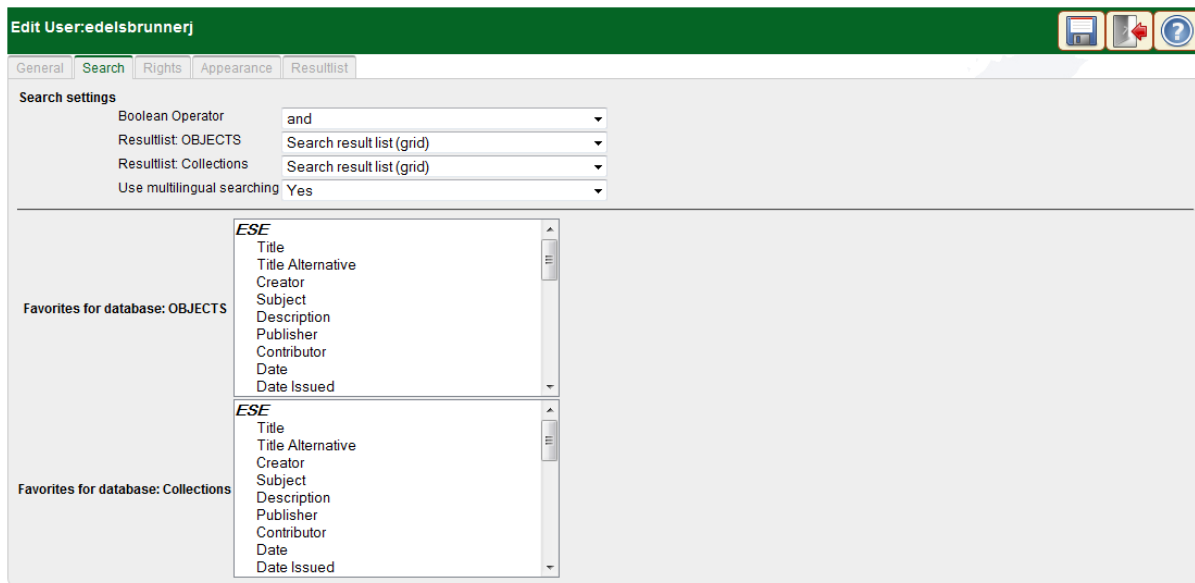 Edit User:edelsbrunnerj
General Search Rights Appearance Resultlist
Search settings
Boolean Operator and
Resultlist: OBJECTS Search result list (grid)
Resultlist: Collections Search result list (grid)
Use multilingual searching Yes
Favorites for database: OBJECTS
ESE
Title
Title Alternative
Creator
Subject
Description
Publisher
Contributor
Date
Date Issued
Favorites for database: Collections
ESE
Title
Title Alternative
Creator
Subject
Description
Publisher
Contributor
Date
Date Issued